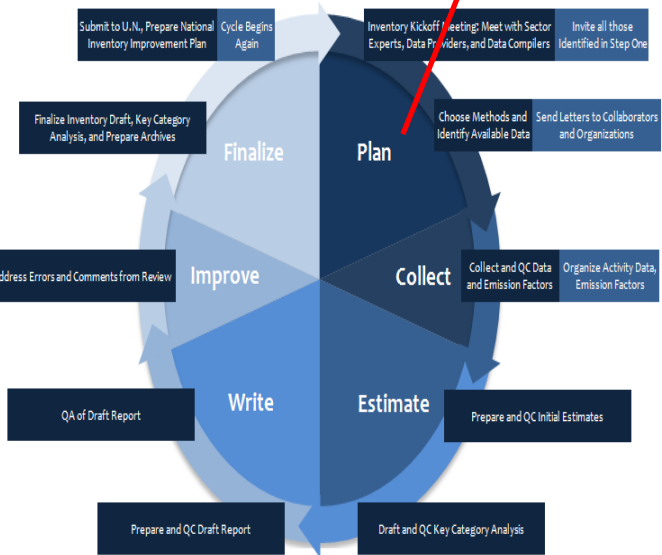 Submit to U.N., Prepare National
Inventory Improvement Plan
Cycle Begins
Again
Inventory Kickoff Meeting: Meet with Sector
Experts, Data Providers, and Data Compilers
Invite all those
Identified in Step One
Finalize Inventory Draft, Key Category
Analysis, and Prepare Archives
Choose Methods and
Identify Available Data
Send Letters to Collaborators
and Organizations
Finalize
Plan
ddress Errors and Comments from Review
Improve
Collect
Collect and QC Data
and Emission Factors
Organize Activity Data,
Emission Factors
QA of Draft Report
Write
Estimate
Prepare and QC Initial Estimates
Prepare and QC Draft Report
Draft and QC Key Category Analysis